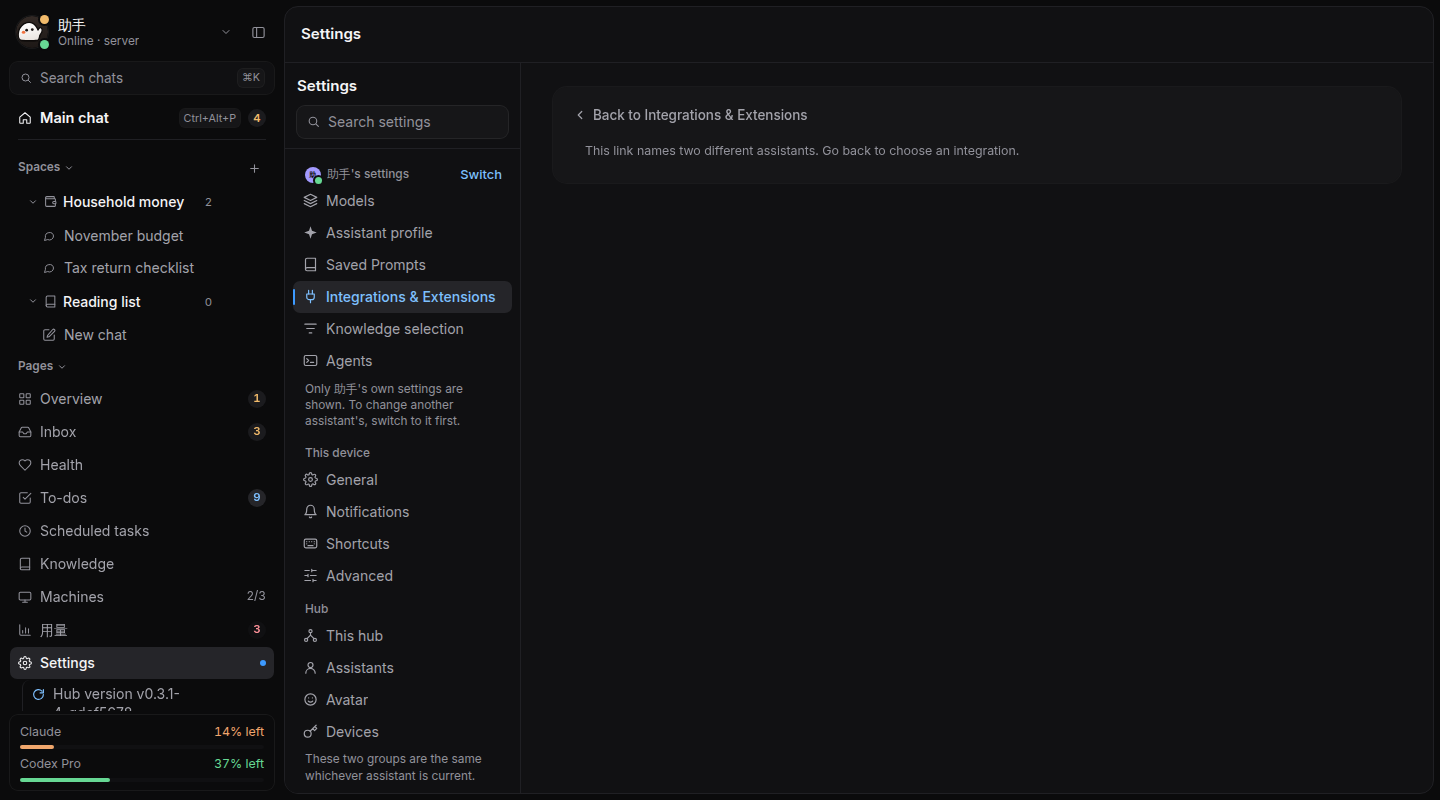 助手
Online · server
Search chats
⌘K
Main chat
Ctrl+Alt+P
4
Spaces
Household money
2
November budget
Tax return checklist
Reading list
0
New chat
Pages
Overview
1
Inbox
3
Health
To-dos
9
Scheduled tasks
Knowledge
Machines
2/3
用量
3
Settings
Hub version v0.3.1-
Claude
14% left
Codex Pro
37% left
Settings
Settings
Search settings
助手's settings
Switch
Models
Assistant profile
Saved Prompts
Integrations & Extensions
Knowledge selection
Agents
Only 助手's own settings are
shown. To change another
assistant's, switch to it first.
This device
General
Notifications
Shortcuts
Advanced
Hub
This hub
Assistants
Avatar
Devices
These two groups are the same
whichever assistant is current.
Back to Integrations & Extensions
This link names two different assistants. Go back to choose an integration.